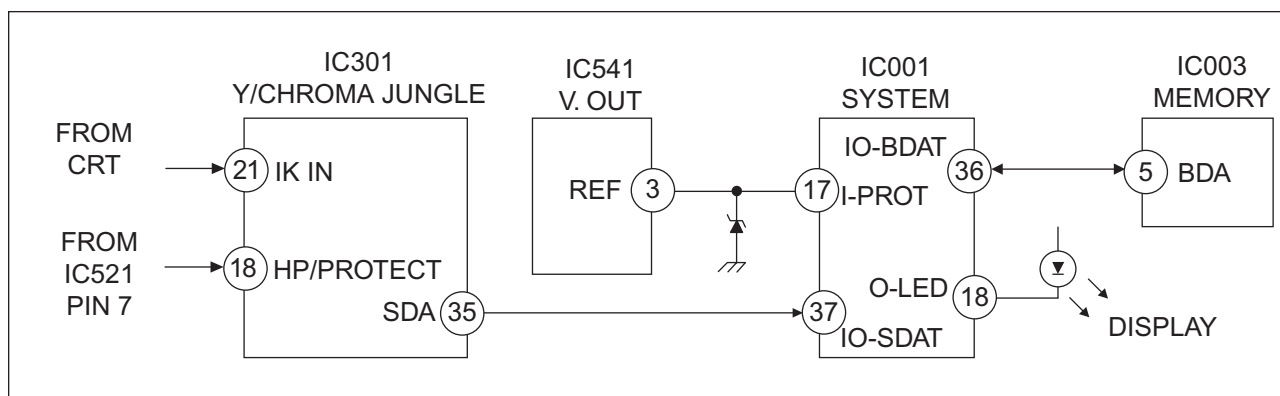 IC301
Y/CHROMA JUNGLE
IC541
V. OUT
IC001
SYSTEM
IC003
MEMORY
FROM
CRT
21
IK IN
FROM
IC521
PIN 7
18
HP/PROTECT
SDA
35
REF
3
17
I-PROT
IO-BDAT
36
5
BDA
O-LED
18
37
IO-SDAT
DISPLAY